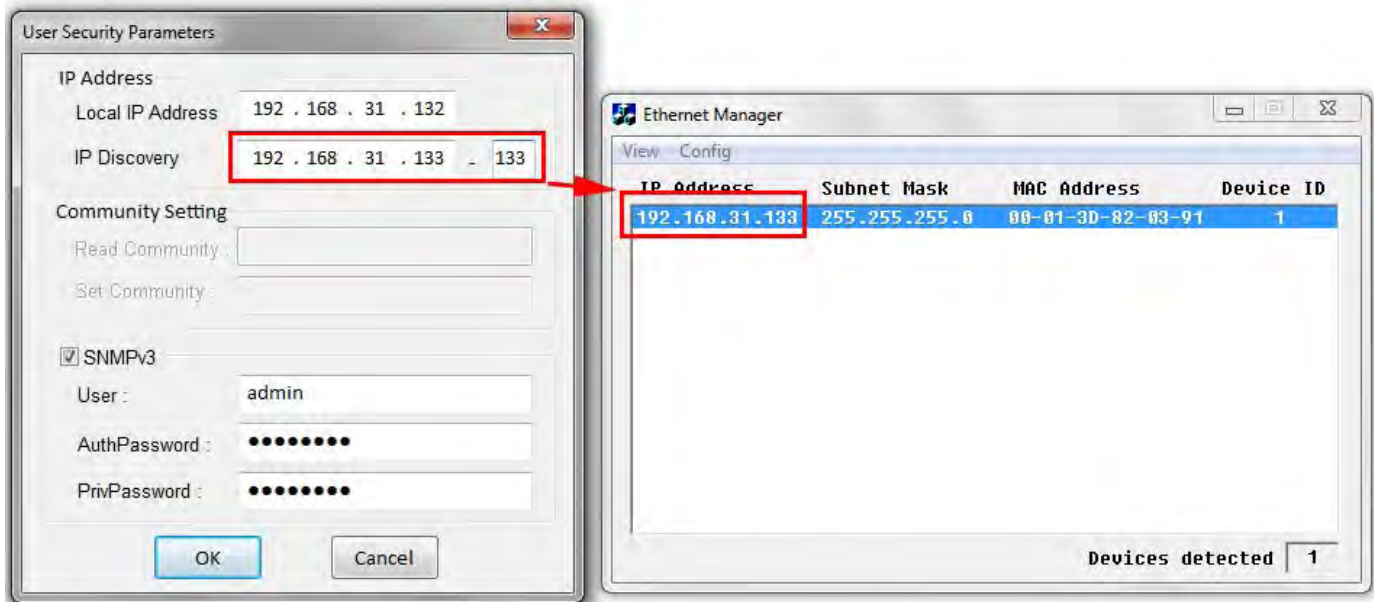 User Security Parameters
IP Address
Local IP Address 192 . 168 . 31 . 132
IP Discovery 192 . 168 . 31 . 133 - 133
Community Setting
Read Community :
Set Community :
SNMPv3
User : admin
AuthPassword : ●●●●●●●●
PrivPassword : ●●●●●●●●
OK Cancel
Ethernet Manager
View Config
IP Address Subnet Mask MAC Address Device ID
192.168.31.133 255.255.255.0 00-01-3D-82-03-91 1
Devices detected 1